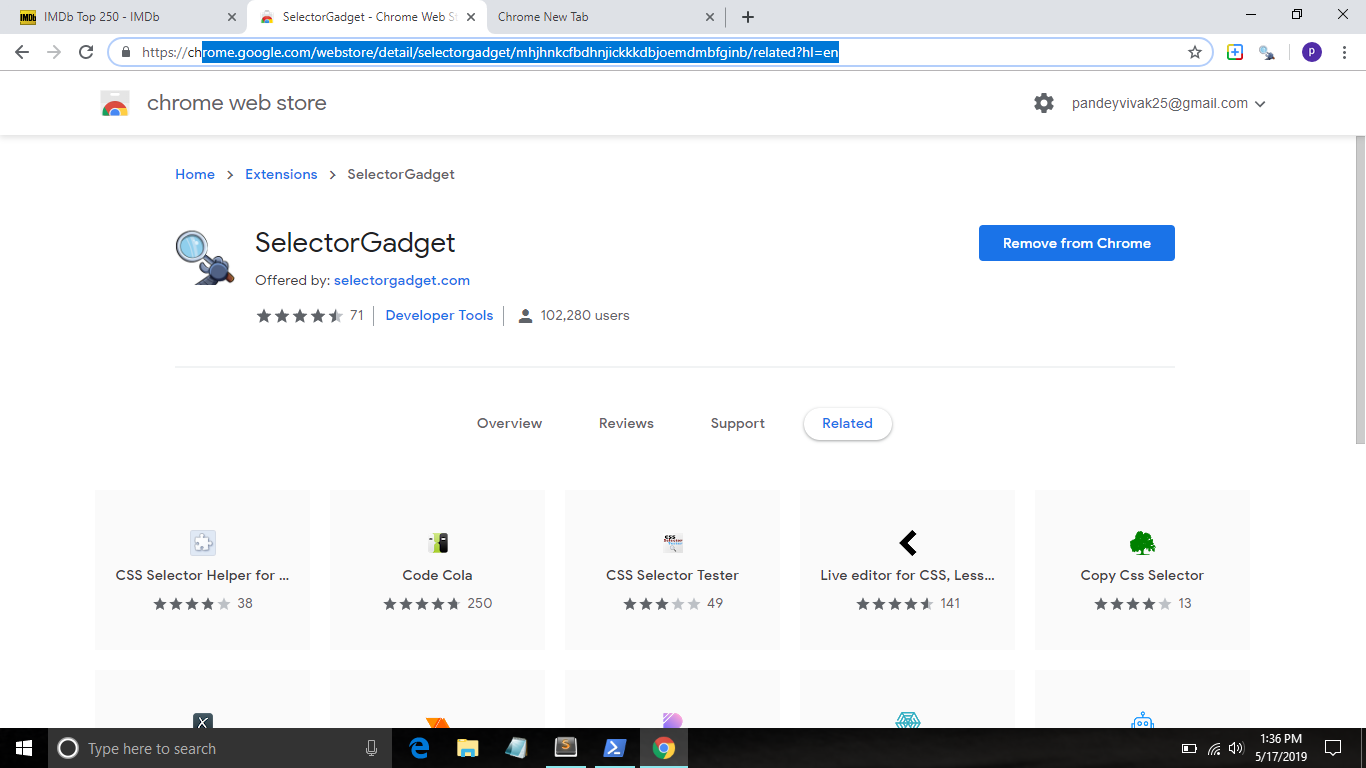 IMDb IMDb Top 250 - IMDb
SelectorGadget - Chrome Web St
Chrome New Tab
https://chrome.google.com/webstore/detail/selectorgadget/mhjhnkcfbdhnjickkkdbjoemdmbfginb/related?hl=en
P
chrome web store
pandeyvivak25@gmail.com
Home > Extensions > SelectorGadget
SelectorGadget
Remove from Chrome
Offered by: selectorgadget.com
71 Developer Tools 102,280 users
Overview Reviews Support Related
CSS Selector Tester
CSS Selector Helper for ... Code Cola CSS Selector Tester Live editor for CSS, Less... Copy Css Selector
38 250 49 141 13
X
Type here to search
S
1:36 PM
5/17/2019